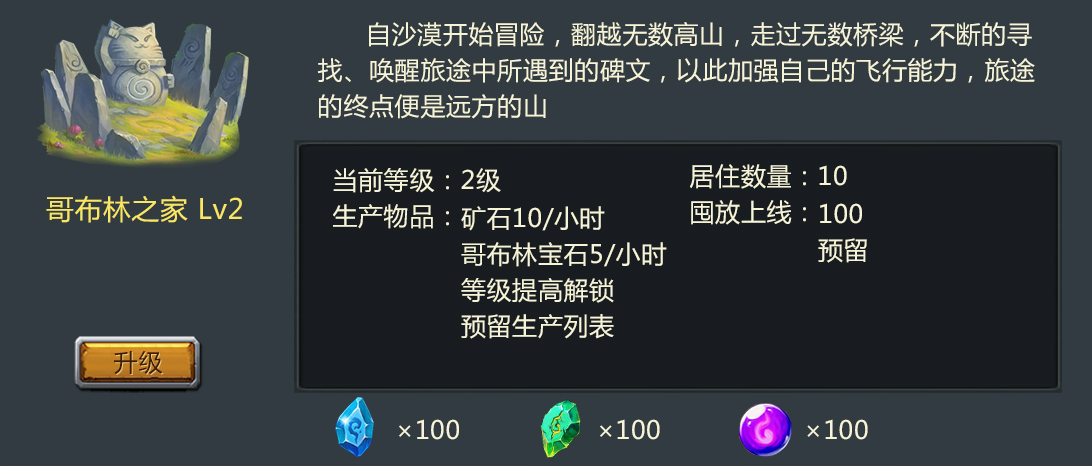 自沙漠开始冒险，翻越无数高山，走过无数桥梁，不断的寻
找、唤醒旅途中所遇到的碑文，以此加强自己的飞行能力，旅途
的终点便是远方的山
哥布林之家 Lv2
当前等级：2级
生产物品：矿石10/小时
哥布林宝石5/小时
等级提高解锁
预留生产列表
居住数量：10
囤放上线：100
预留
升级
×100
×100
×100